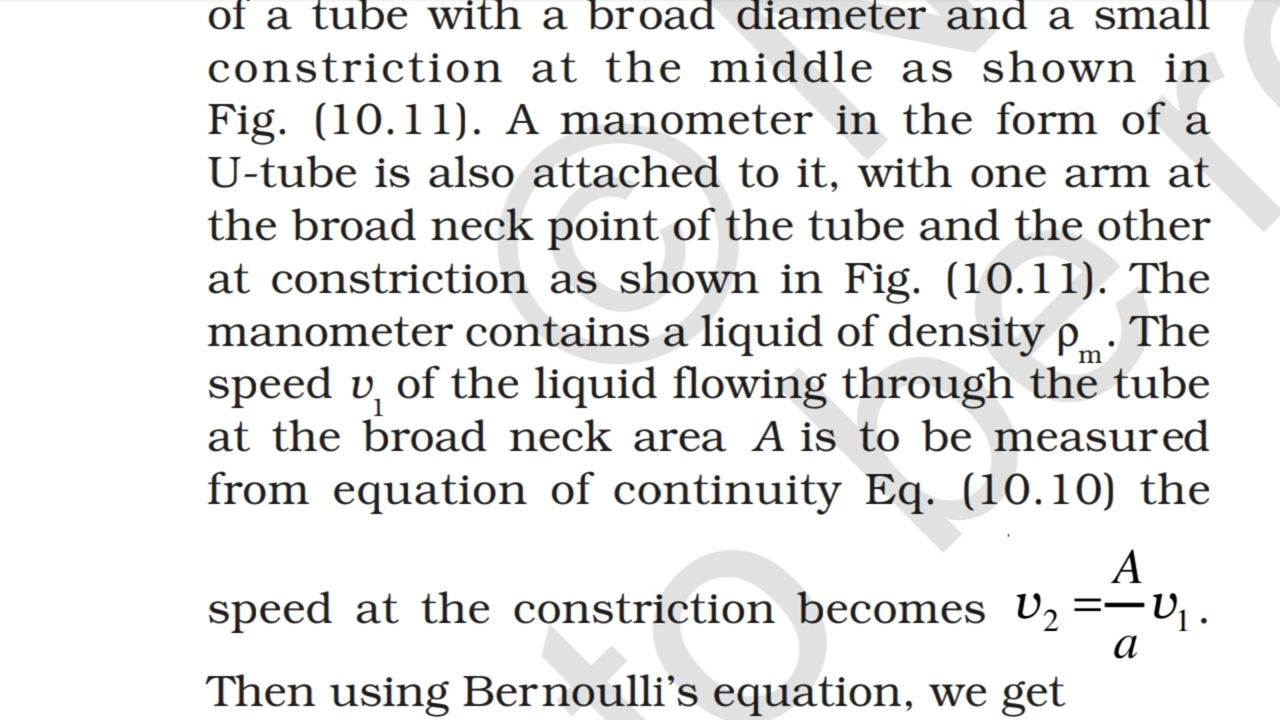 of a tube with a broad diameter and a small
constriction at the middle as shown in
Fig. (10.11). A manometer in the form of a
U-tube is also attached to it, with one arm at
the broad neck point of the tube and the other
at constriction as shown in Fig. (10.11). The
manometer contains a liquid of density ρₘ. The
speed v₁ of the liquid flowing through the tube
at the broad neck area A is to be measured
from equation of continuity Eq. (10.10) the
speed at the constriction becomes v₂ = A/a v₁.
Then using Bernoulli’s equation, we get
to be